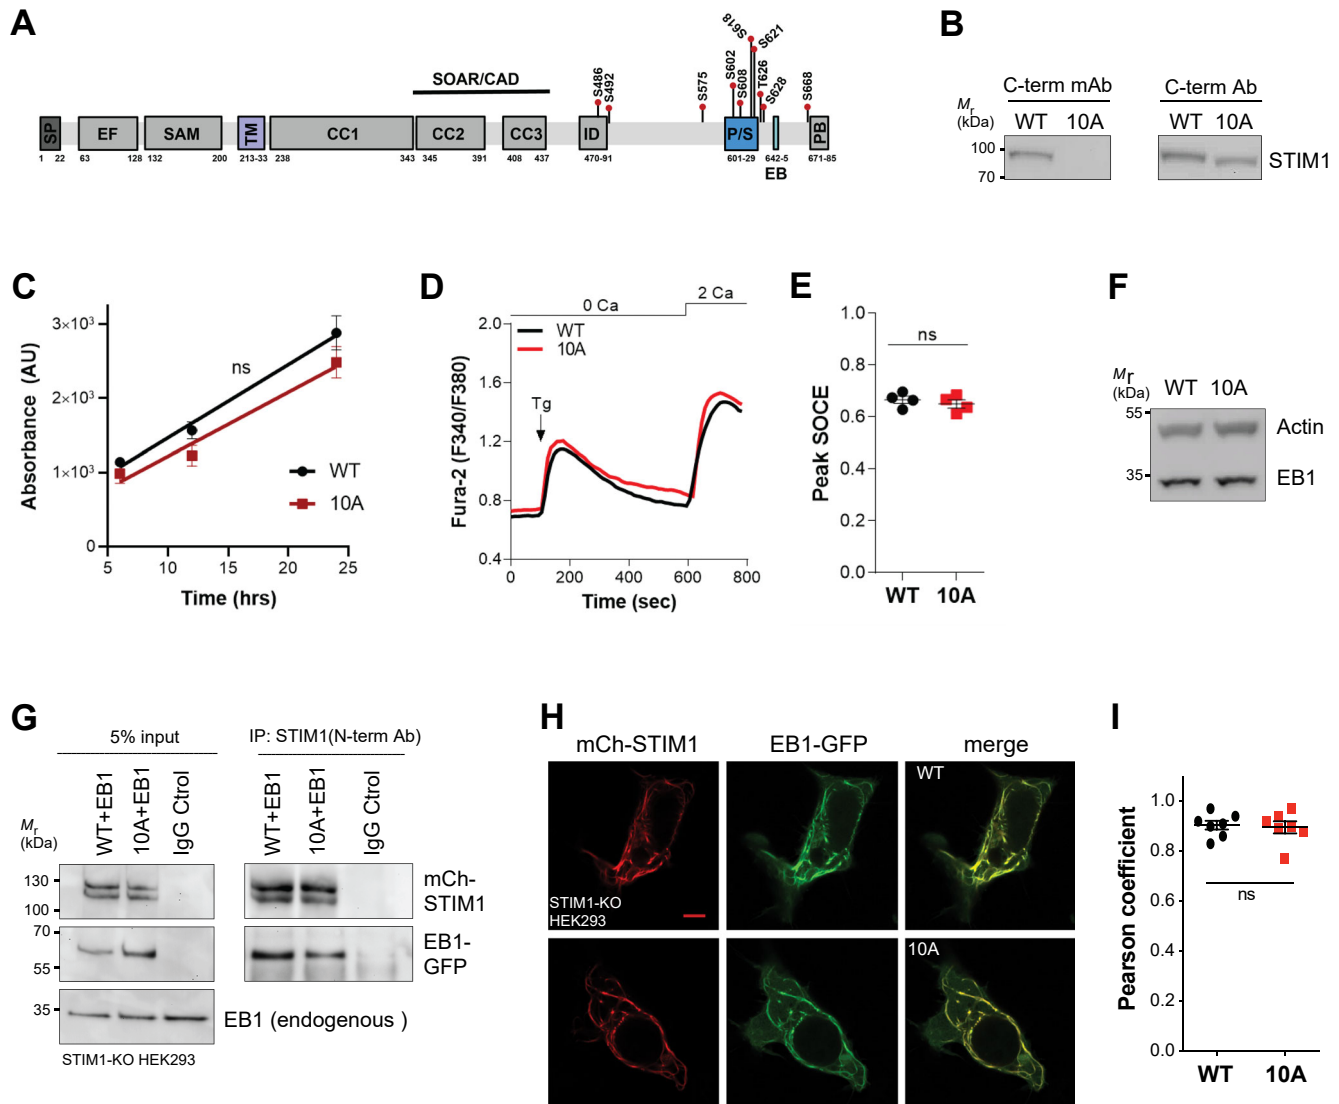 A
SOAR/CAD
S486
S492
S575
S602
S608
S618
S621
T626
S628
S668
SP
EF
SAM
TM
CC1
CC2
CC3
ID
P/S
PB
1
22
63
128
132
200
213-33
238
343
345
391
408
437
470-91
601-29
642-5
671-85
EB
B
C-term mAb
C-term Ab
Mr
(kDa)
WT
10A
WT
10A
100
70
STIM1
C
Absorbance (AU)
3×10³
2×10³
1×10³
0
ns
WT
10A
5
10
15
20
25
Time (hrs)
D
0 Ca
2 Ca
Fura-2 (F340/F380)
2.0
1.6
1.2
0.8
0.4
WT
10A
Tg
0
200
400
600
800
Time (sec)
E
Peak SOCE
1.0
0.8
0.6
0.4
0.2
0.0
ns
WT
10A
F
Mr
(kDa)
WT
10A
55
35
Actin
EB1
G
5% input
IP: STIM1(N-term Ab)
WT+EB1
10A+EB1
IgG Ctrol
WT+EB1
10A+EB1
IgG Ctrol
Mr
(kDa)
130
100
mCh-
STIM1
70
55
EB1-
GFP
35
EB1 (endogenous )
STIM1-KO HEK293
H
mCh-STIM1
EB1-GFP
merge
WT
STIM1-KO
HEK293
10A
I
Pearson coefficient
1.0
0.8
0.6
0.4
0.2
0.0
ns
WT
10A